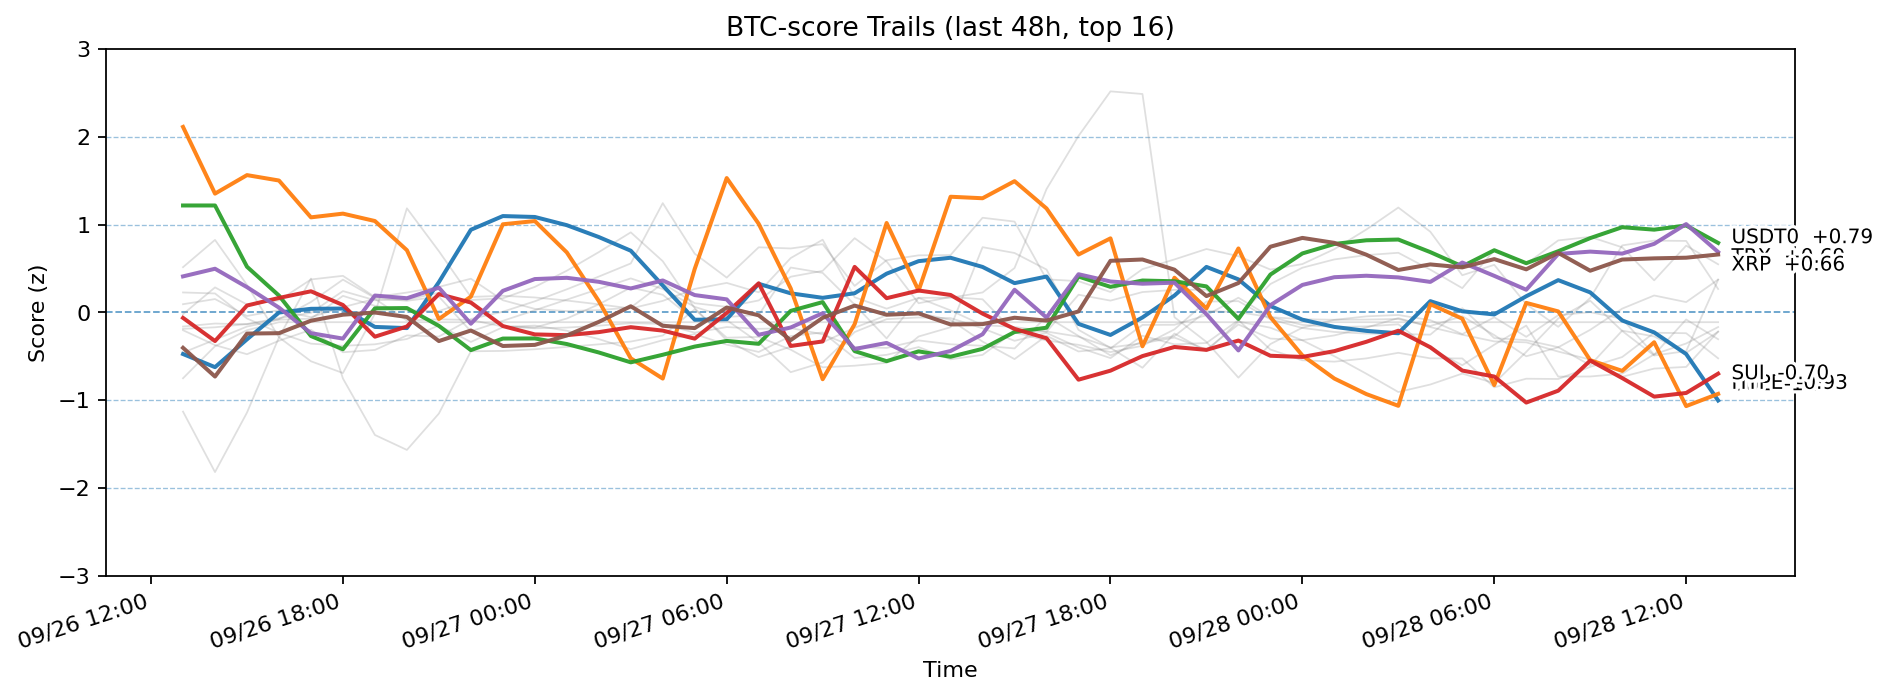 BTC-score Trails (last 48h, top 16)
Score (z)
3
2
1
0
−1
−2
−3
USDT0 +0.79
XRP +0.66
SUI -0.70
09/26 12:00
09/26 18:00
09/27 00:00
09/27 06:00
09/27 12:00
09/27 18:00
09/28 00:00
09/28 06:00
09/28 12:00
Time